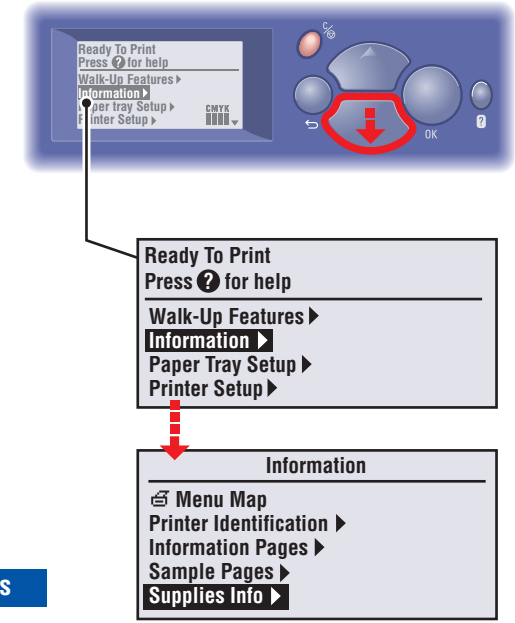 Ready To Print
Press ? for help
Walk-Up Features
Information
Paper tray Setup
Printer Setup
CMYK
C/
OK
?
Ready To Print
Press ? for help
Walk-Up Features
Information
Paper Tray Setup
Printer Setup
Information
Menu Map
Printer Identification
Information Pages
Sample Pages
Supplies Info
S